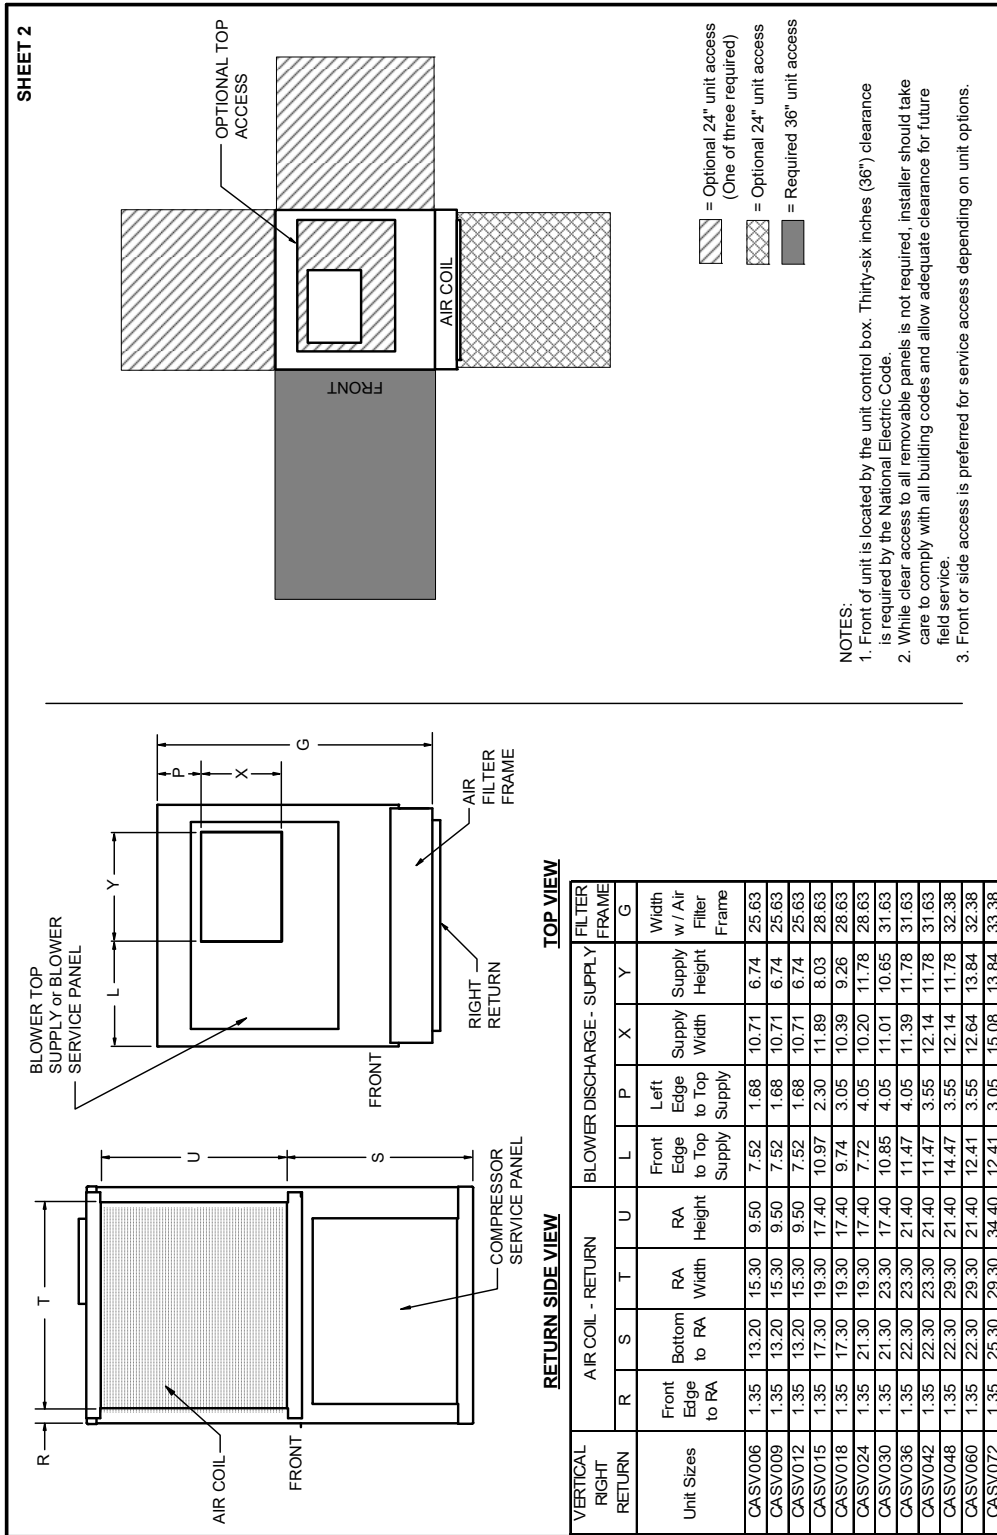 SHEET 2
AIR COIL
FRONT
R
T
U
S
COMPRESSOR
SERVICE PANEL
RETURN SIDE VIEW
BLOWER TOP
SUPPLY or BLOWER
SERVICE PANEL
L
Y
P
X
G
FRONT
RIGHT
RETURN
AIR
FILTER
FRAME
TOP VIEW
OPTIONAL TOP
ACCESS
FRONT
AIR COIL
= Optional 24" unit access
(One of three required)
= Optional 24" unit access
= Required 36" unit access
NOTES:
1. Front of unit is located by the unit control box. Thirty-six inches (36") clearance
is required by the National Electric Code.
2. While clear access to all removable panels is not required, installer should take
care to comply with all building codes and allow adequate clearance for future
field service.
3. Front or side access is preferred for service access depending on unit options.
VERTICAL RIGHT RETURN AIR COIL - RETURN BLOWER DISCHARGE - SUPPLY FILTER FRAME
R S T U L P X Y G
Unit Sizes Front Edge to RA Bottom to RA RA Width RA Height Front Edge to Top Supply Left Edge to Top Supply Supply Width Supply Height Width w / Air Filter Frame
CASV006 1.35 13.20 15.30 9.50 7.52 1.68 10.71 6.74 25.63
CASV009 1.35 13.20 15.30 9.50 7.52 1.68 10.71 6.74 25.63
CASV012 1.35 13.20 15.30 9.50 7.52 1.68 10.71 6.74 25.63
CASV015 1.35 17.30 19.30 17.40 10.97 2.30 11.89 8.03 28.63
CASV018 1.35 17.30 19.30 17.40 9.74 3.05 10.39 9.26 28.63
CASV024 1.35 21.30 19.30 17.40 7.72 4.05 10.20 11.78 28.63
CASV030 1.35 21.30 23.30 17.40 10.85 4.05 11.01 10.65 31.63
CASV036 1.35 22.30 23.30 21.40 11.47 4.05 11.39 11.78 31.63
CASV042 1.35 22.30 23.30 21.40 11.47 3.55 12.14 11.78 31.63
CASV048 1.35 22.30 29.30 21.40 14.47 3.55 12.14 11.78 32.38
CASV060 1.35 22.30 29.30 21.40 12.41 3.55 12.64 13.84 32.38
CASV072 1.35 25.30 29.30 34.40 12.41 3.05 15.08 13.84 33.38